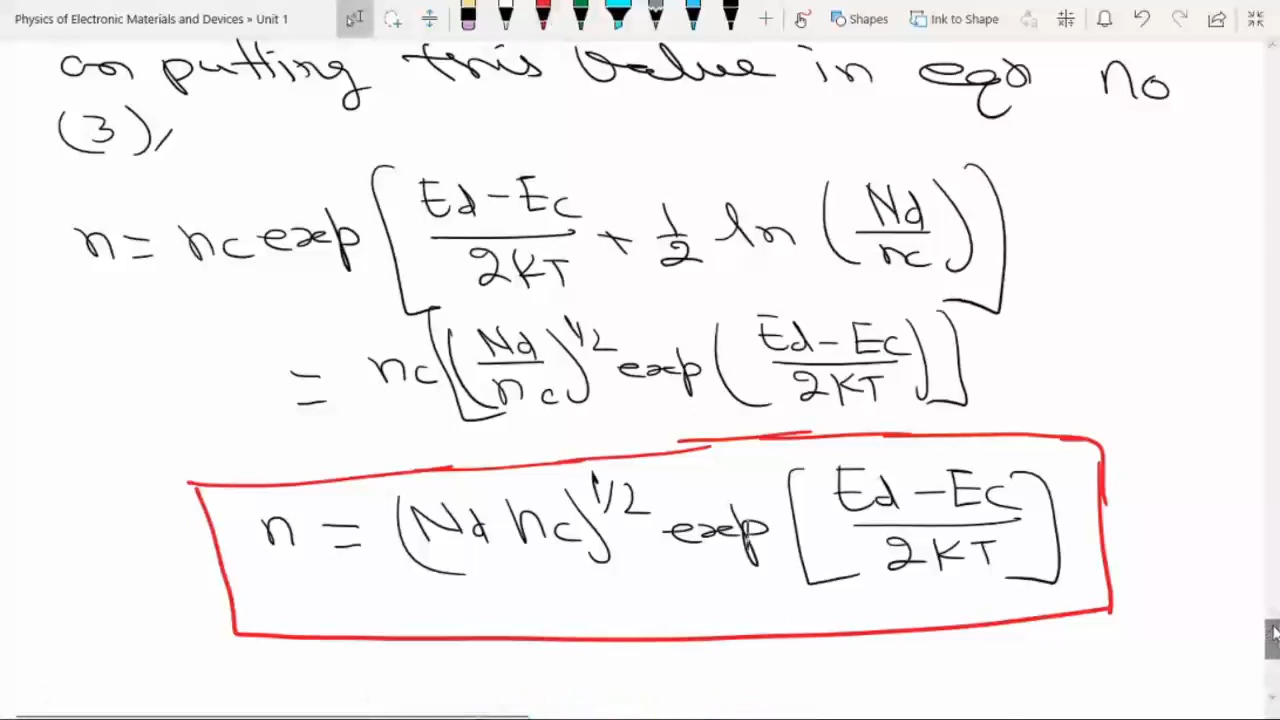 Physics of Electronic Materials and Devices » Unit 1
Shapes
Ink to Shape
on putting this value in eqn no
(3),
n = nc exp [ (Ed - Ec)/2KT + 1/2 ln (Nd/nc) ]
= nc [ (Nd/nc)^1/2 exp ( (Ed - Ec)/2KT ) ]
n = (Nd nc)^1/2 exp [ (Ed - Ec)/2KT ]